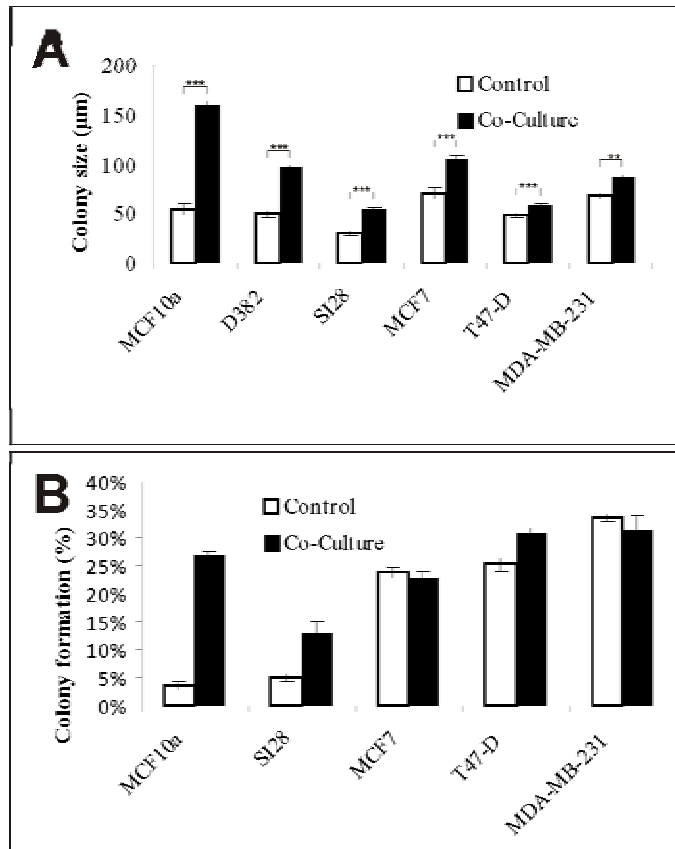 A
200
150
100
50
0
Colony size (µm)
Control
Co-Culture
***
***
***
***
***
**
MCF10a
D382
SI28
MCF7
T47-D
MDA-MB-231
B
40%
35%
30%
25%
20%
15%
10%
5%
0%
Colony formation (%)
Control
Co-Culture
MCF10a
SI28
MCF7
T47-D
MDA-MB-231